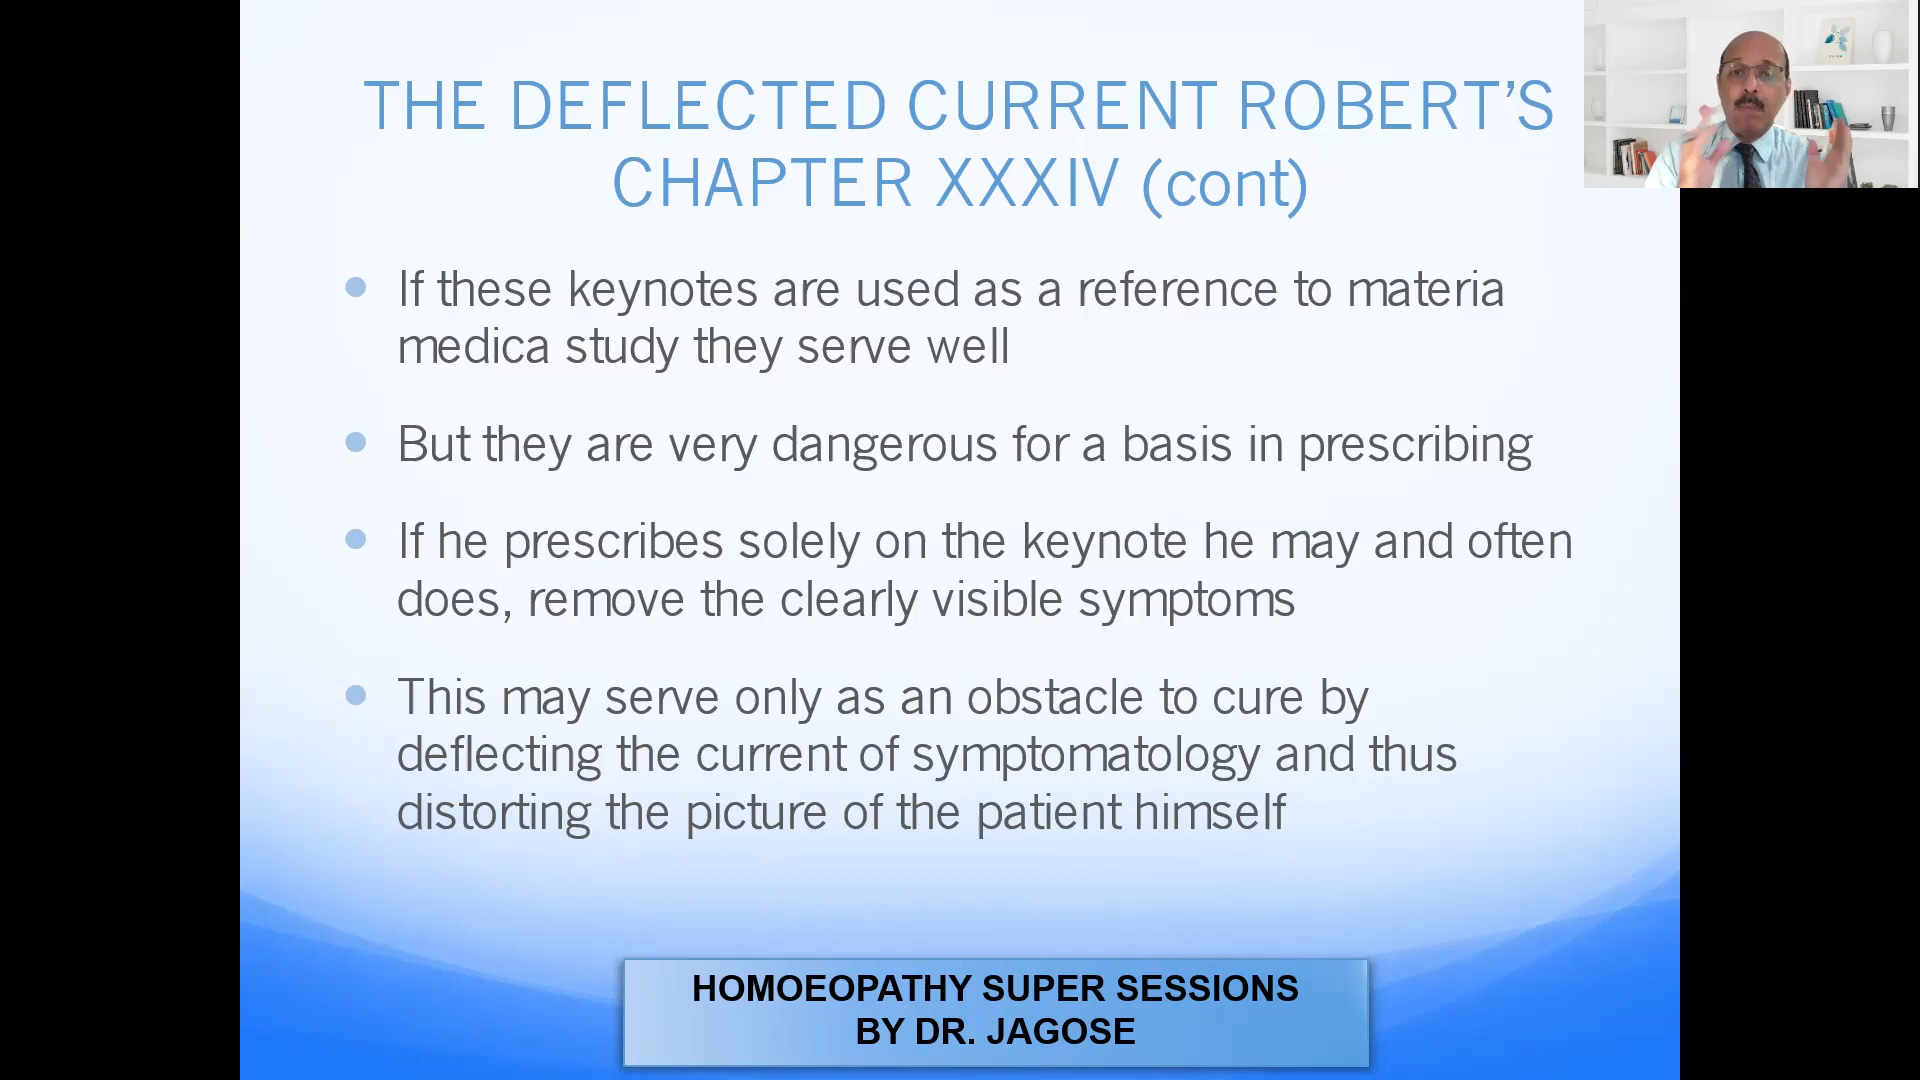 THE DEFLECTED CURRENT ROBERT’S
CHAPTER XXXIV (cont)
If these keynotes are used as a reference to materia
medica study they serve well
But they are very dangerous for a basis in prescribing
If he prescribes solely on the keynote he may and often
does, remove the clearly visible symptoms
This may serve only as an obstacle to cure by
deflecting the current of symptomatology and thus
distorting the picture of the patient himself
HOMOEOPATHY SUPER SESSIONS
BY DR. JAGOSE